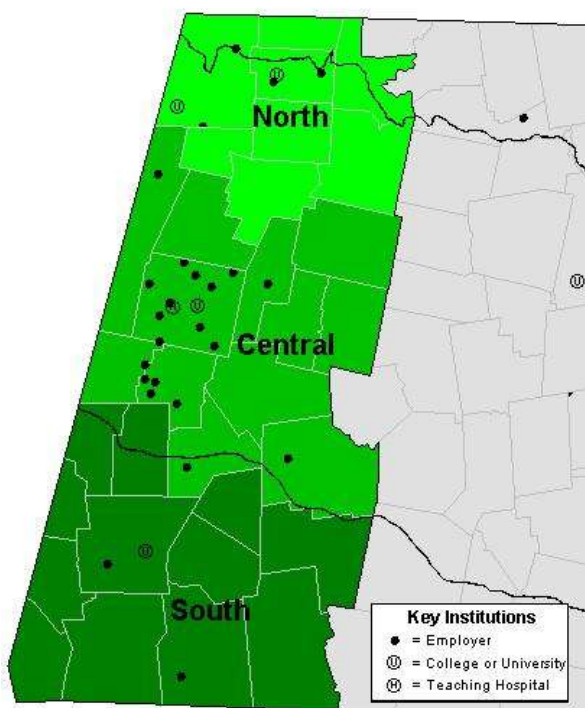 U
U
North
H
U
Central
U
U
South
Key Institutions
= Employer
U = College or University
H = Teaching Hospital